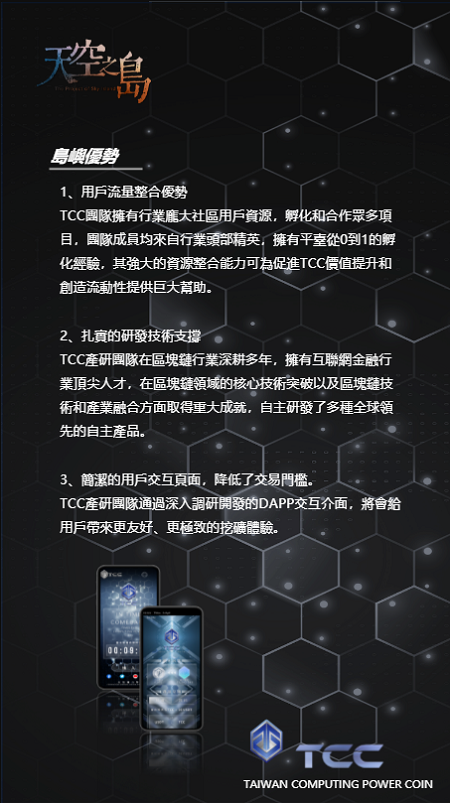 天空之島
島嶼優勢
1、用戶流量整合優勢
TCC團隊擁有行業龐大社區用戶資源，孵化和合作眾多項
目，團隊成員均來自行業頭部精英，擁有平臺從0到1的孵
化經驗，其強大的資源整合能力可為促進TCC價值提升和
創造流動性提供巨大幫助。
2、扎實的研發技術支撐
TCC產研團隊在區塊鏈行業深耕多年，擁有互聯網金融行
業頂尖人才，在區塊鏈領域的核心技術突破以及區塊鏈技
術和產業融合方面取得重大成就，自主研發了多種全球領
先的自主產品。
3、簡潔的用戶交互頁面，降低了交易門檻。
TCC產研團隊通過深入調研開發的DAPP交互介面，將會給
用戶帶來更友好、更極致的挖礦體驗。
TCC
TCC
TAIWAN COMPUTING POWER COIN